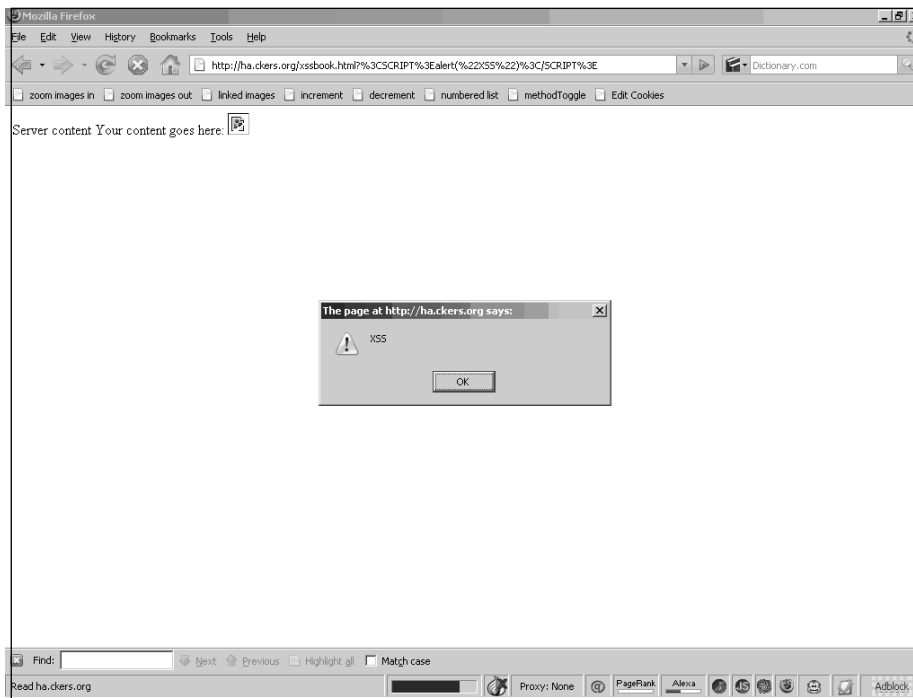 Mozilla Firefox
File Edit View History Bookmarks Tools Help
http://ha.ckers.org/xssbook.html?%3CSCRIPT%3Ealert(%22XSS%22)%3C/SCRIPT%3E
Dictionary.com
zoom images in zoom images out linked images increment decrement numbered list methodToggle Edit Cookies
Server content Your content goes here:
The page at http://ha.ckers.org says:
XSS
OK
Find: Next Previous Highlight all Match case
Read ha.ckers.org Proxy: None @ PageRank Alexa JS Adblock